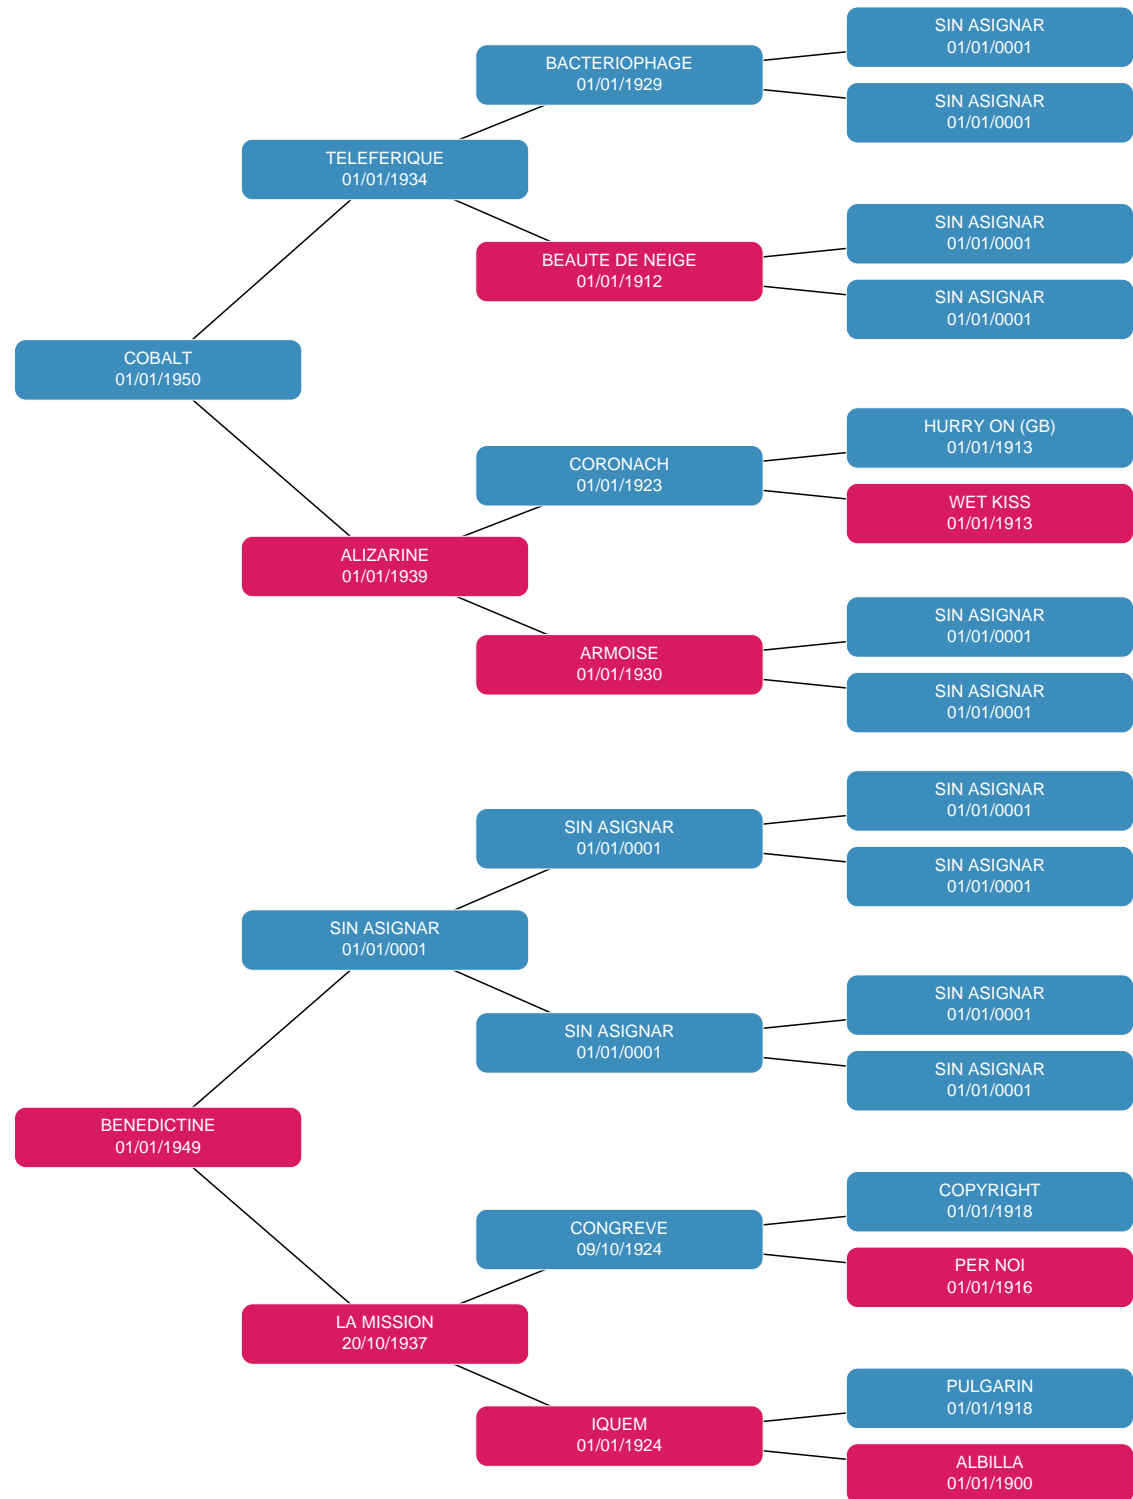 SIN ASIGNAR
01/01/0001
BACTERIOPHAGE
01/01/1929
SIN ASIGNAR
01/01/0001
TELEFERIQUE
01/01/1934
SIN ASIGNAR
01/01/0001
BEAUTE DE NEIGE
01/01/1912
SIN ASIGNAR
01/01/0001
COBALT
01/01/1950
HURRY ON (GB)
01/01/1913
CORONACH
01/01/1923
WET KISS
01/01/1913
ALIZARINE
01/01/1939
SIN ASIGNAR
01/01/0001
ARMOISE
01/01/1930
SIN ASIGNAR
01/01/0001
SIN ASIGNAR
01/01/0001
SIN ASIGNAR
01/01/0001
SIN ASIGNAR
01/01/0001
SIN ASIGNAR
01/01/0001
SIN ASIGNAR
01/01/0001
SIN ASIGNAR
01/01/0001
SIN ASIGNAR
01/01/0001
BENEDICTINE
01/01/1949
COPYRIGHT
01/01/1918
CONGREVE
09/10/1924
PER NOI
01/01/1916
LA MISSION
20/10/1937
PULGARIN
01/01/1918
IQUEM
01/01/1924
ALBILLA
01/01/1900